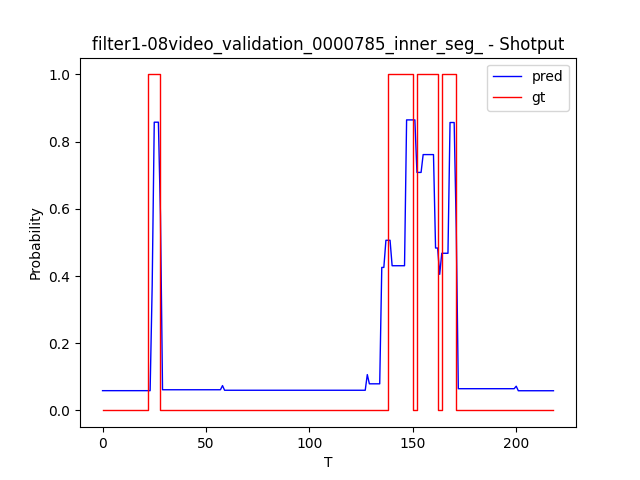 filter1-08video_validation_0000785_inner_seg_ - Shotput
pred
gt
1.0
0.8
0.6
0.4
0.2
0.0
Probability
0
50
100
150
200
T